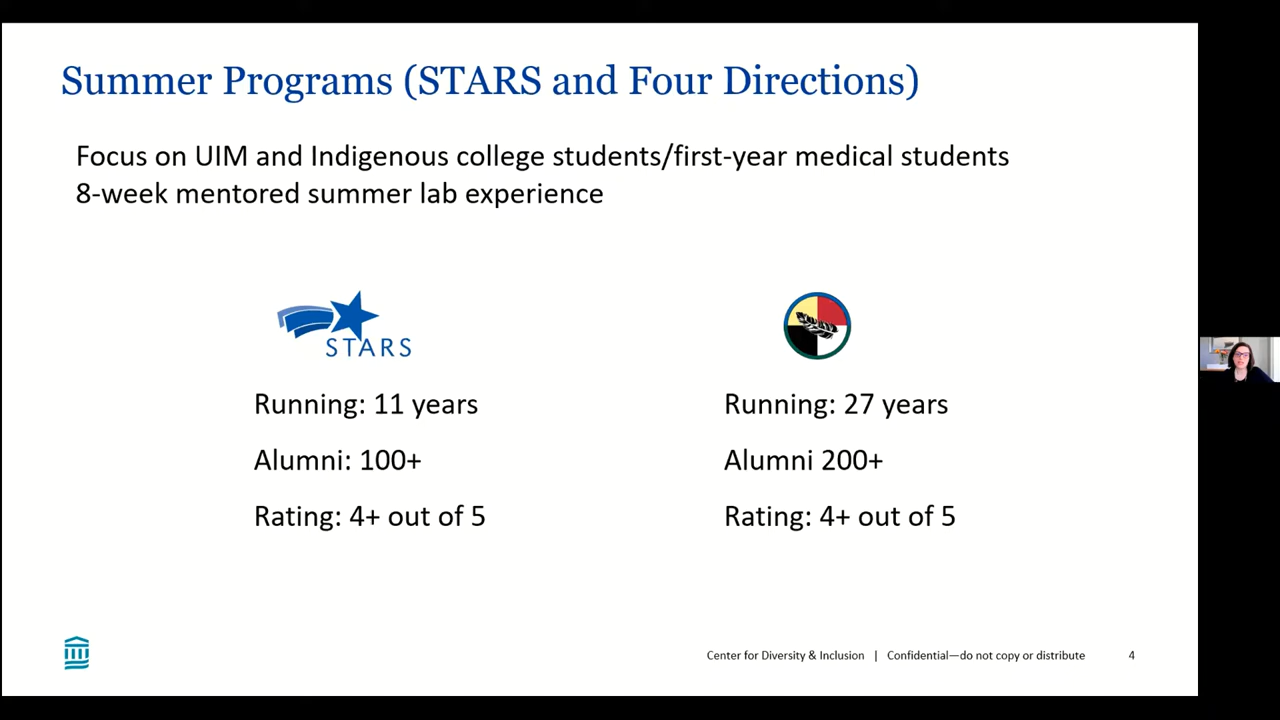 Summer Programs (STARS and Four Directions)
Focus on UIM and Indigenous college students/first-year medical students
8-week mentored summer lab experience
STARS
Running: 11 years
Alumni: 100+
Rating: 4+ out of 5
Running: 27 years
Alumni 200+
Rating: 4+ out of 5
Center for Diversity & Inclusion | Confidential—do not copy or distribute 4